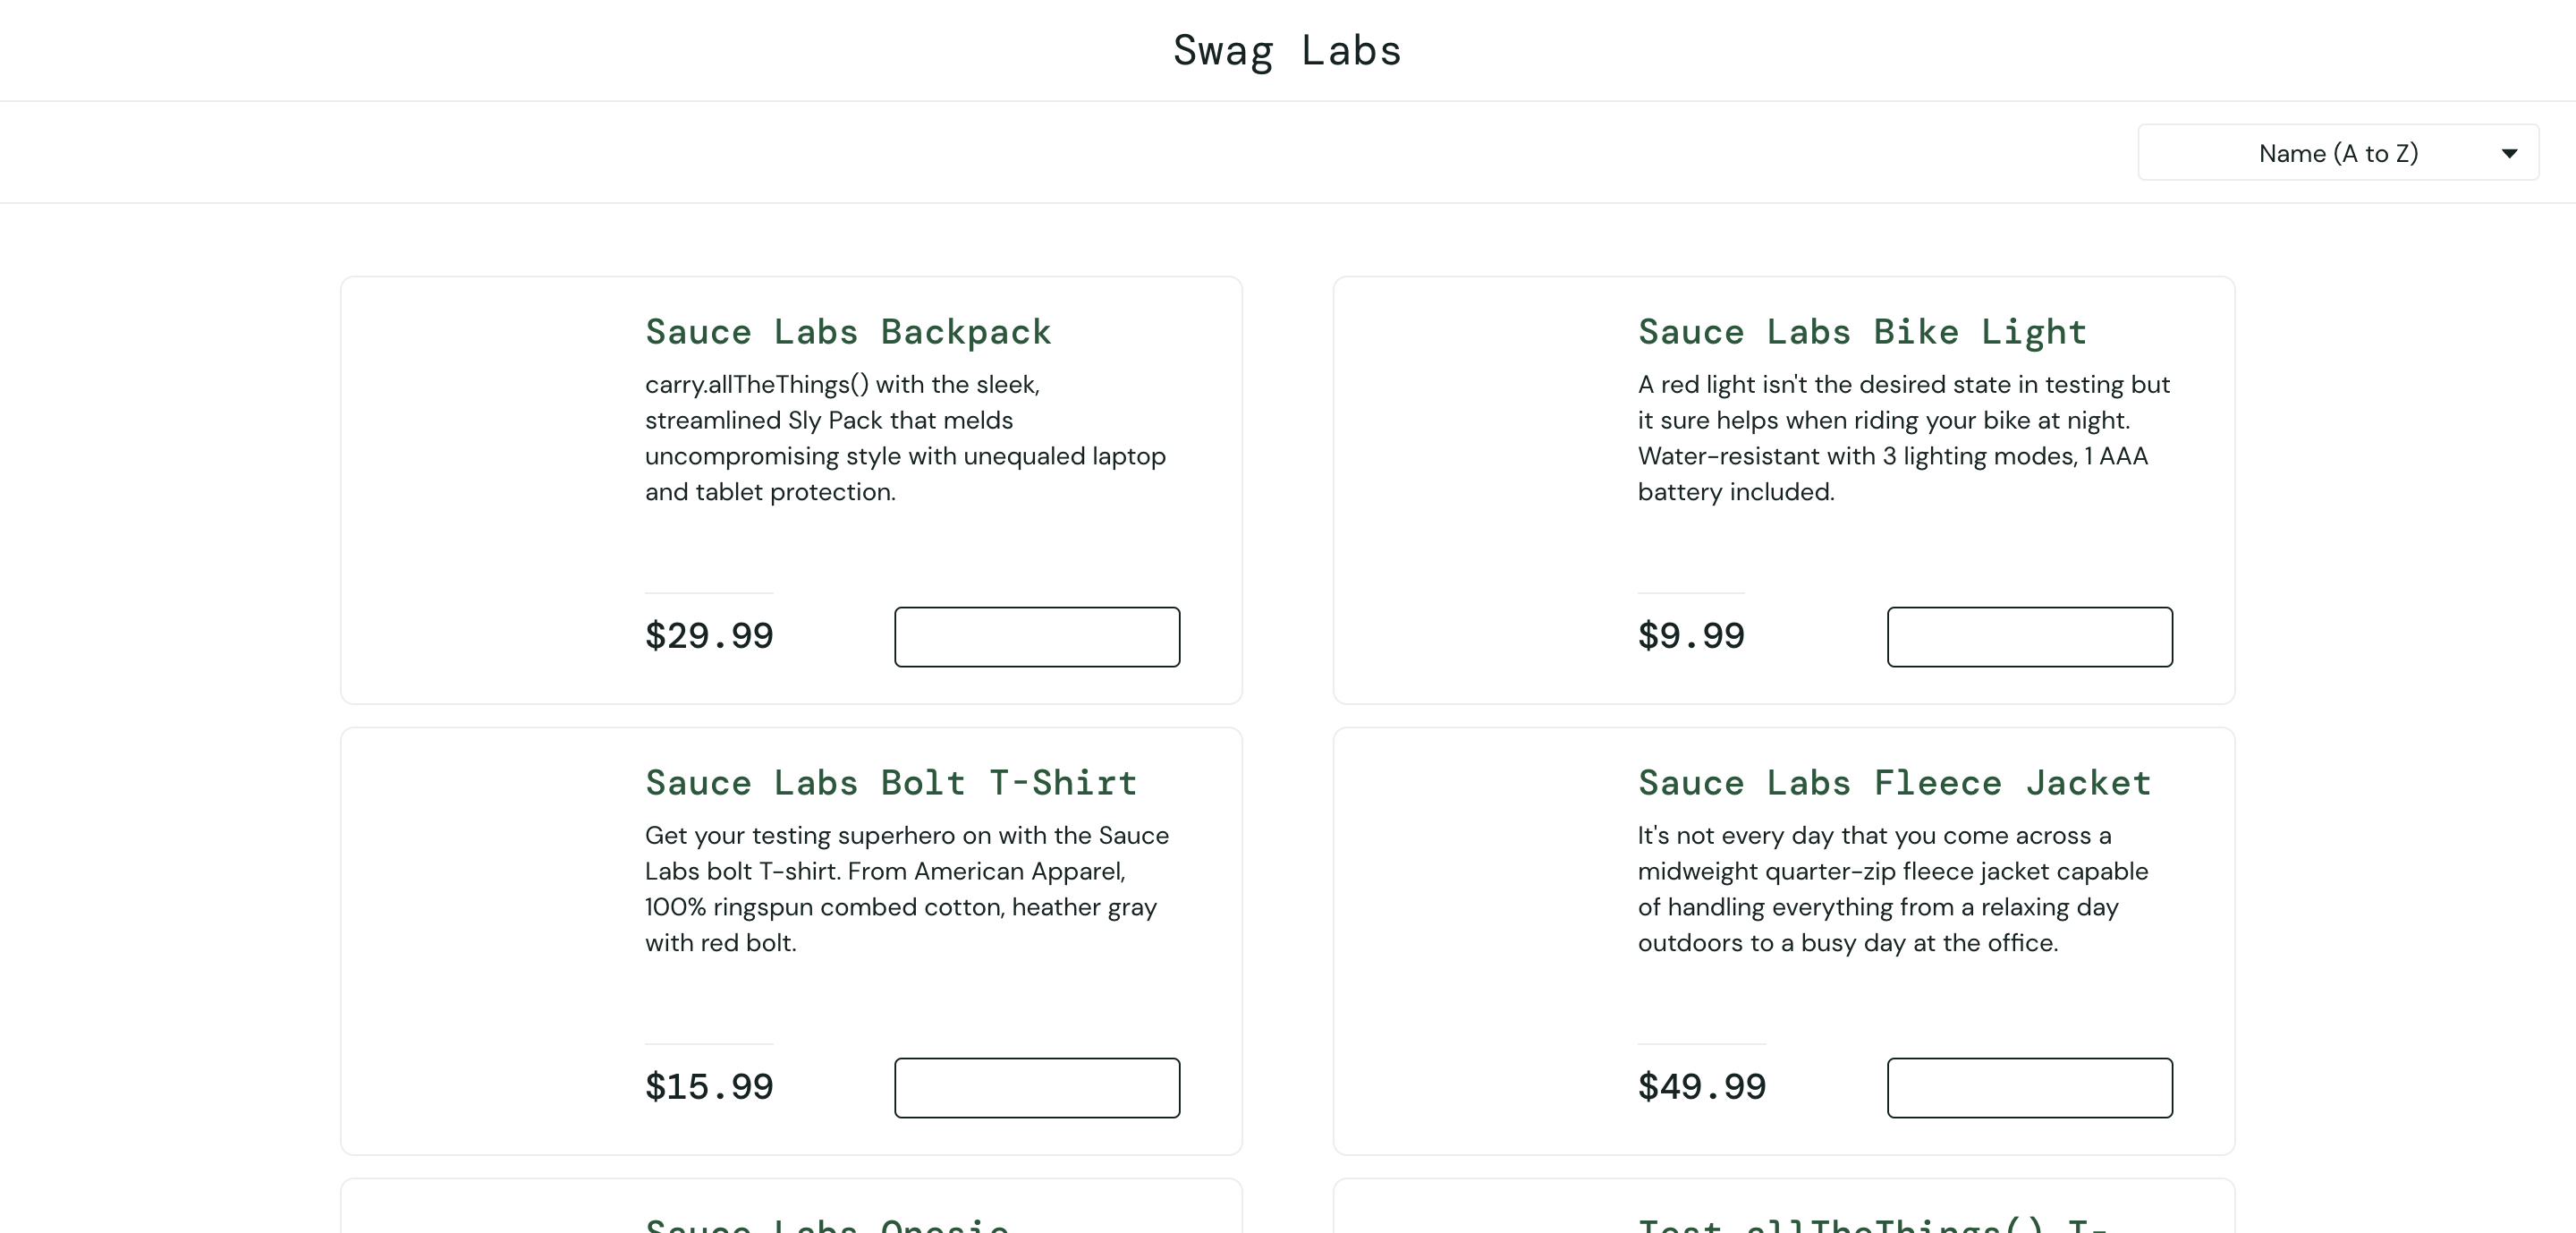 Swag Labs
Name (A to Z)
Sauce Labs Backpack
carry.allTheThings() with the sleek,
streamlined Sly Pack that melds
uncompromising style with unequaled laptop
and tablet protection.
$29.99
Sauce Labs Bike Light
A red light isn't the desired state in testing but
it sure helps when riding your bike at night.
Water-resistant with 3 lighting modes, 1 AAA
battery included.
$9.99
Sauce Labs Bolt T-Shirt
Get your testing superhero on with the Sauce
Labs bolt T-shirt. From American Apparel,
100% ringspun combed cotton, heather gray
with red bolt.
$15.99
Sauce Labs Fleece Jacket
It's not every day that you come across a
midweight quarter-zip fleece jacket capable
of handling everything from a relaxing day
outdoors to a busy day at the office.
$49.99
Sauce Labs Onesie
Test.allTheThings() T-